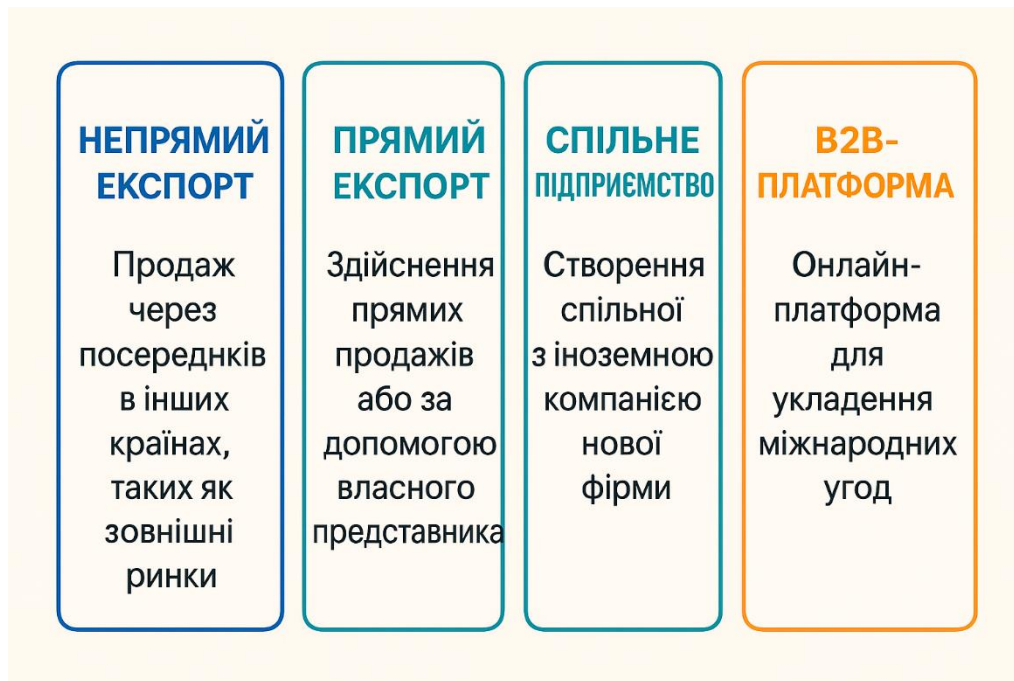 НЕПРЯМИЙ
ЕКСПОРТ
Продаж
через
посереднків
в інших
країнах,
таких як
зовнішні
ринки
ПРЯМИЙ
ЕКСПОРТ
Здійснення
прямих
продажів
або за
допомогою
власного
представника
СПІЛЬНЕ
ПІДПРИЄМСТВО
Створення
спільної
з іноземною
компанією
нової
фірми
B2B-
ПЛАТФОРМА
Онлайн-
платформа
для
укладення
міжнародних
угод